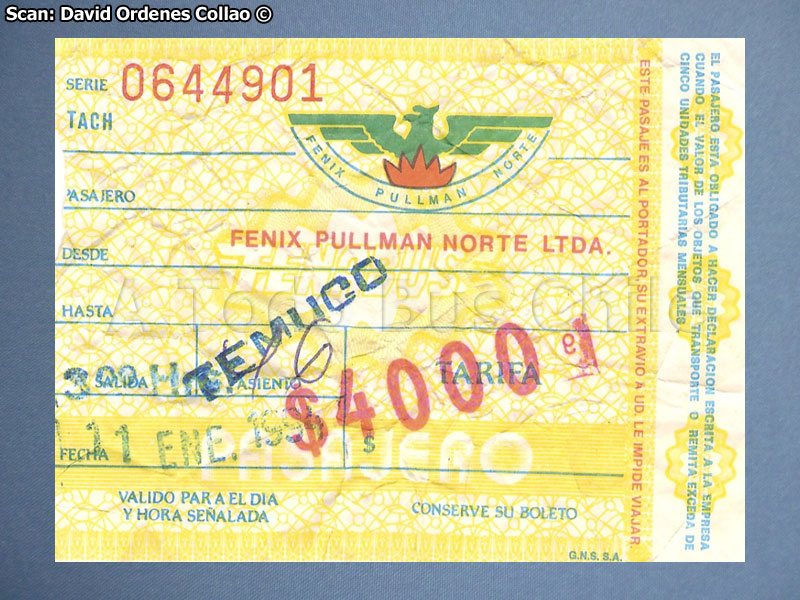 Scan: David Ordenes Collao ©
SERIE 0644901
TACH
FENIX PULLMAN NORTE
PASAJERO
FENIX PULLMAN NORTE LTDA.
DESDE
HASTA
A Todo Bus Chile
TEMUCO
SALIDA
ASIENTO
TARIFA
$4000
$
FECHA
11 ENE.
PASAJERO
VALIDO PARA EL DIA
Y HORA SEÑALADA
CONSERVE SU BOLETO
G.N.S. S.A.
ESTE PASAJE ES AL PORTADOR, SU EXTRAVIO A UD. LE IMPIDE VIAJAR.
EL PASAJERO ESTA OBLIGADO A HACER DECLARACION ESCRITA A LA EMPRESA
CUANDO EL VALOR DE LOS OBJETOS QUE TRANSPORTE O REMITA EXCEDA DE
CINCO UNIDADES TRIBUTARIAS MENSUALES.